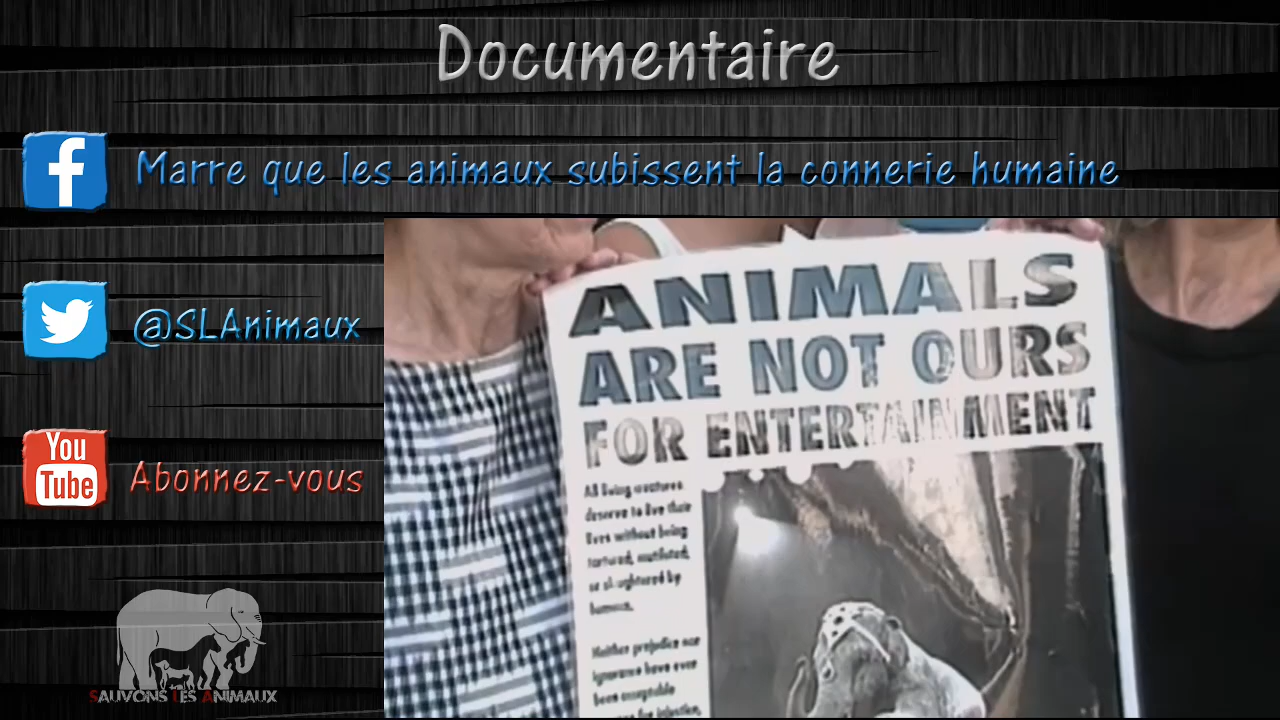 Documentaire
Marre que les animaux subissent la connerie humaine
@SLAnimaux
You
Tube
Abonnez-vous
SAUVONS LES ANIMAUX
ANIMALS
ARE NOT OURS
FOR ENTERTAINMENT
All living creatures
deserve to live their
lives without being
tortured, mutilated,
or slaughtered by
humans.
Neither prejudice nor
ignorance have ever
been acceptable